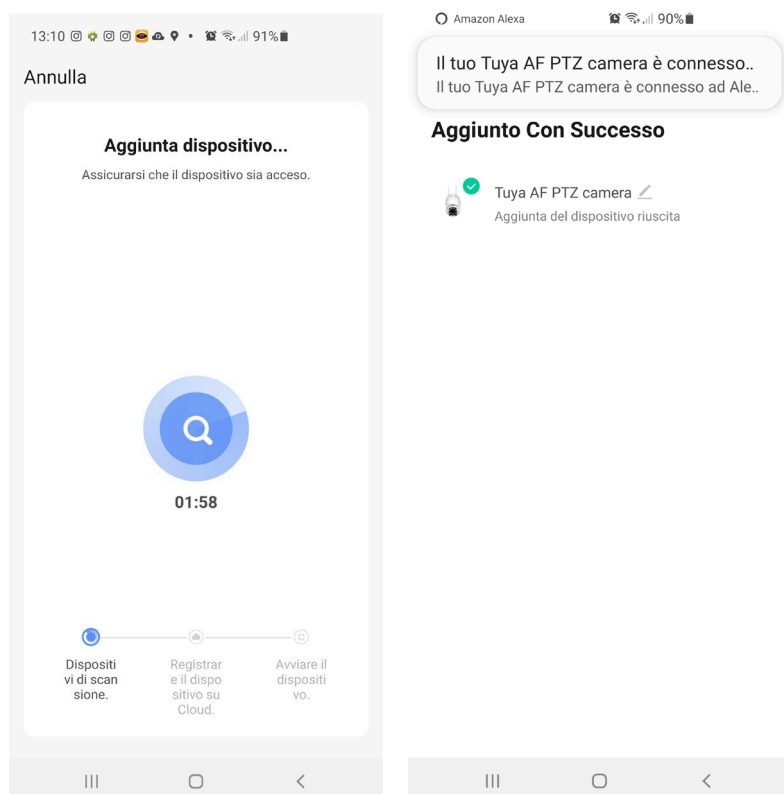 13:10 91%
Annulla
Aggiunta dispositivo...
Assicurarsi che il dispositivo sia acceso.
01:58
Dispositi
vi di scan
sione.
Registrar
e il dispo
sitivo su
Cloud.
Avviare il
dispositi
vo.
Amazon Alexa 90%
Il tuo Tuya AF PTZ camera è connesso..
Il tuo Tuya AF PTZ camera è connesso ad Ale..
Aggiunto Con Successo
Tuya AF PTZ camera
Aggiunta del dispositivo riuscita